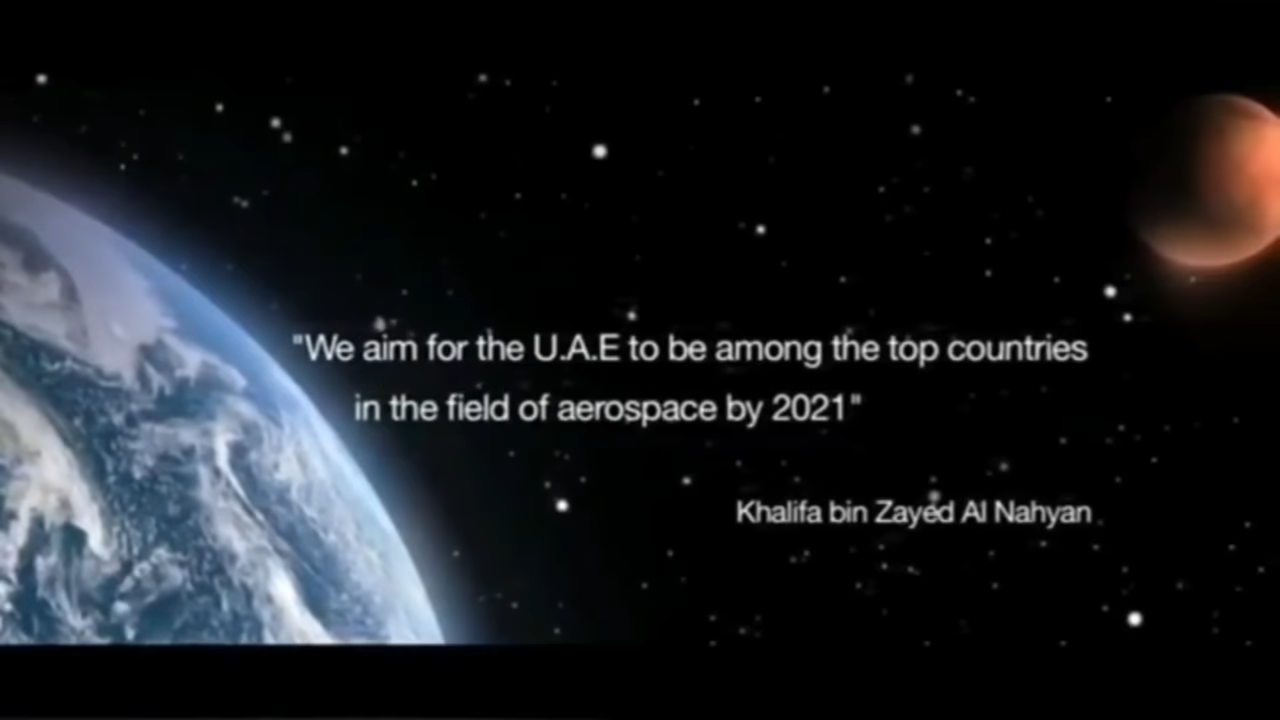 "We aim for the U.A.E to be among the top countries
in the field of aerospace by 2021"
Khalifa bin Zayed Al Nahyan